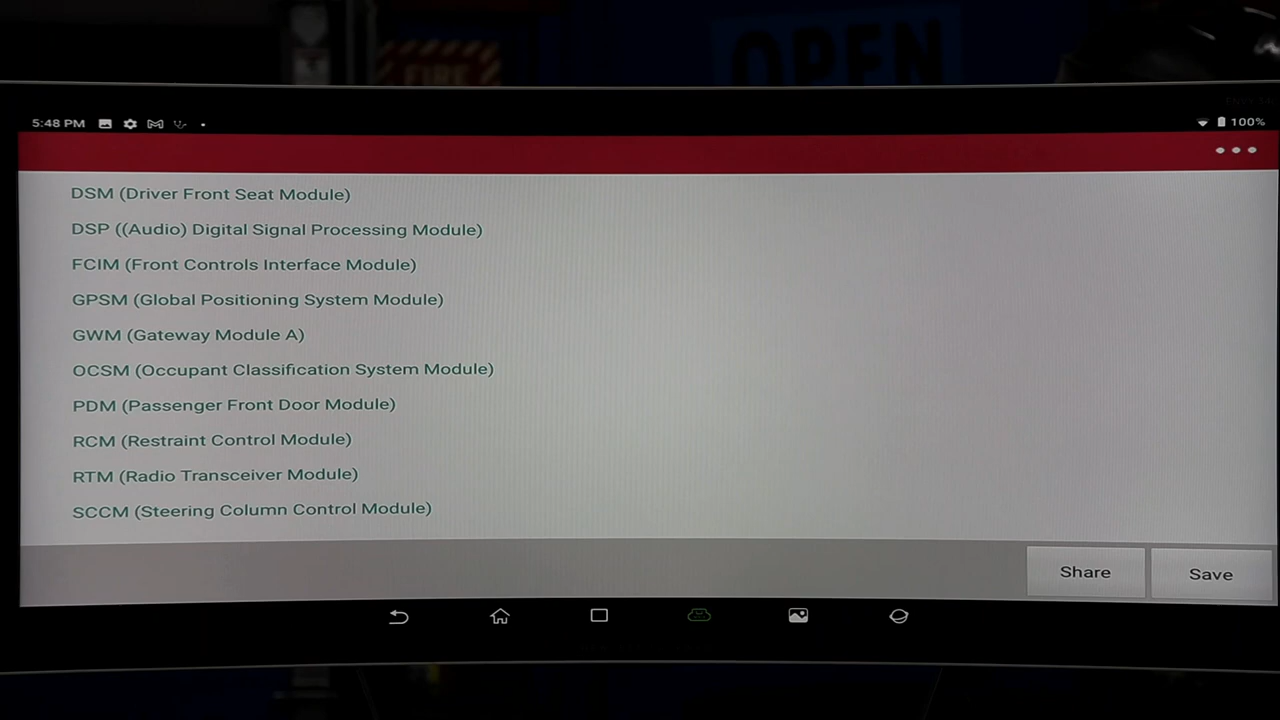 OPEN
FIRE
5:48 PM
100%
DSM (Driver Front Seat Module)
DSP ((Audio) Digital Signal Processing Module)
FCIM (Front Controls Interface Module)
GPSM (Global Positioning System Module)
GWM (Gateway Module A)
OCSM (Occupant Classification System Module)
PDM (Passenger Front Door Module)
RCM (Restraint Control Module)
RTM (Radio Transceiver Module)
SCCM (Steering Column Control Module)
Share
Save